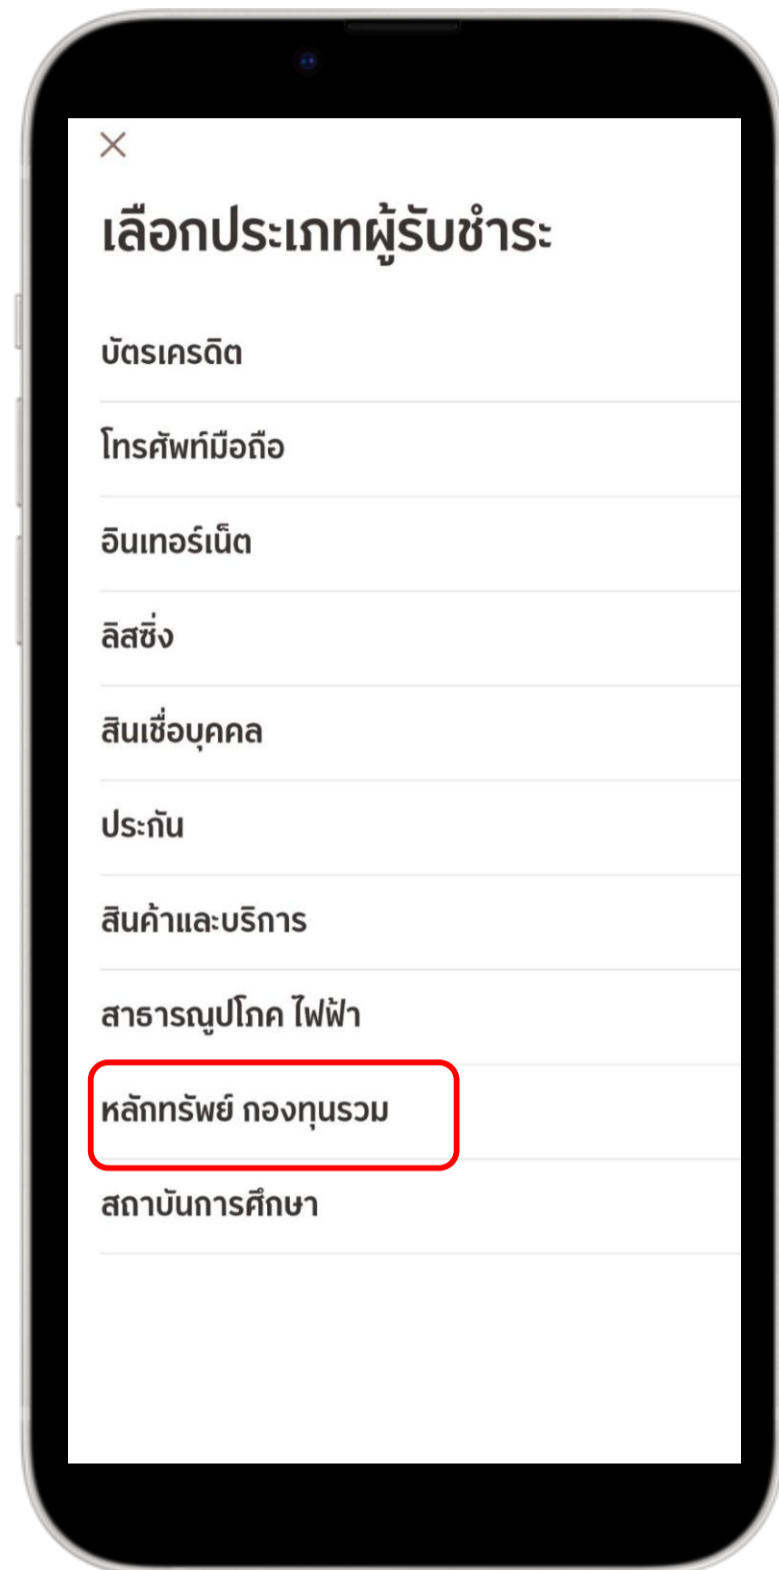 เลือกประเภทผู้รับชำระ
บัตรเครดิต
โทรศัพท์มือถือ
อินเทอร์เน็ต
ลิสซิ่ง
สินเชื่อบุคคล
ประกัน
สินค้าและบริการ
สาธารณูปโภค ไฟฟ้า
หลักทรัพย์ กองทุนรวม
สถาบันการศึกษา